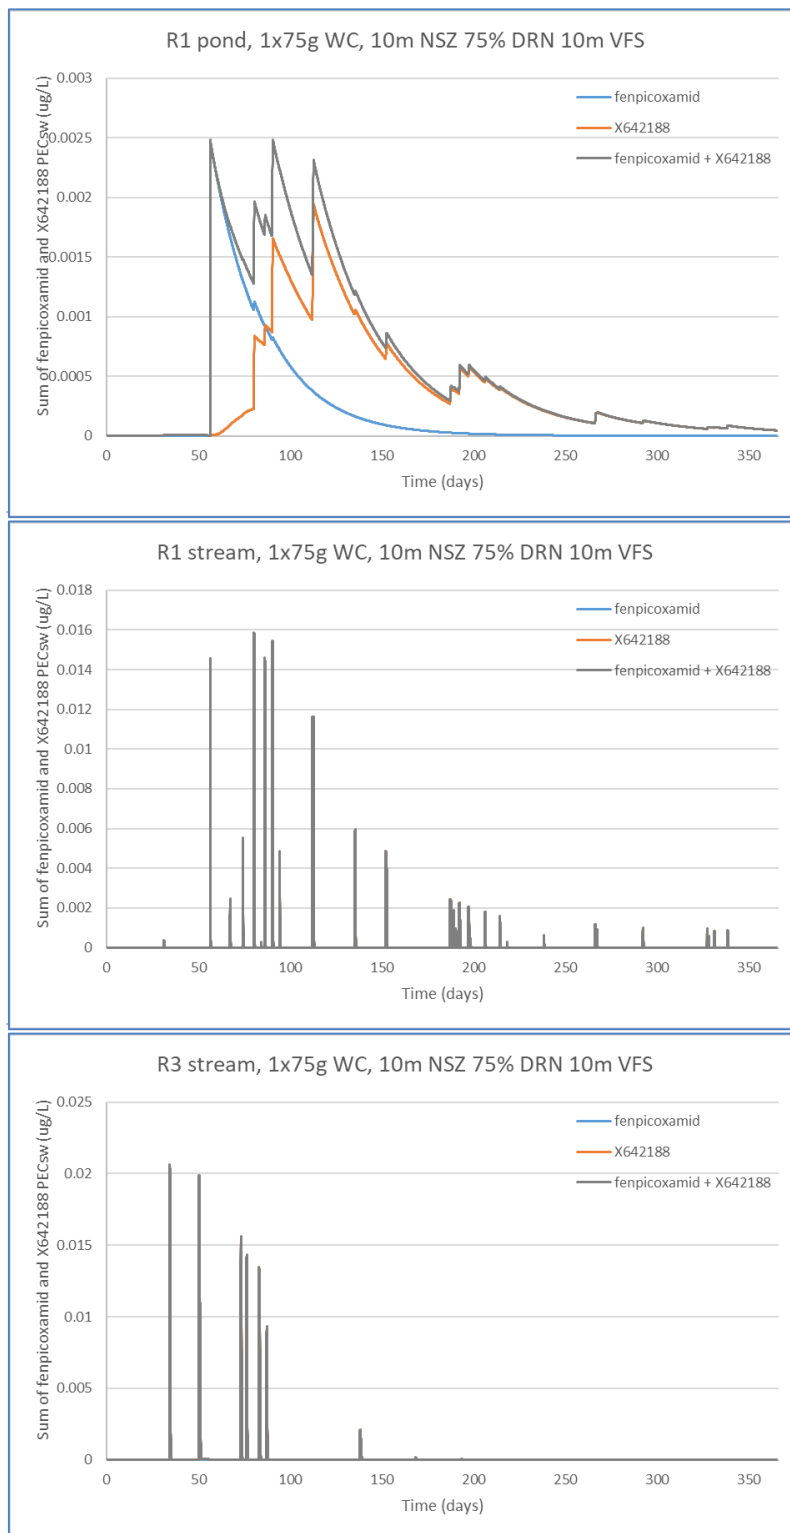 R1 pond, 1x75g WC, 10m NSZ 75% DRN 10m VFS
Sum of fenpicoxamid and X642188 PECsw (ug/L)
0.003
0.0025
0.002
0.0015
0.001
0.0005
0
fenpicoxamid
X642188
fenpicoxamid + X642188
0 50 100 150 200 250 300 350
Time (days)
R1 stream, 1x75g WC, 10m NSZ 75% DRN 10m VFS
Sum of fenpicoxamid and X642188 PECsw (ug/L)
0.018
0.016
0.014
0.012
0.01
0.008
0.006
0.004
0.002
0
fenpicoxamid
X642188
fenpicoxamid + X642188
0 50 100 150 200 250 300 350
Time (days)
R3 stream, 1x75g WC, 10m NSZ 75% DRN 10m VFS
Sum of fenpicoxamid and X642188 PECsw (ug/L)
0.025
0.02
0.015
0.01
0.005
0
fenpicoxamid
X642188
fenpicoxamid + X642188
0 50 100 150 200 250 300 350
Time (days)